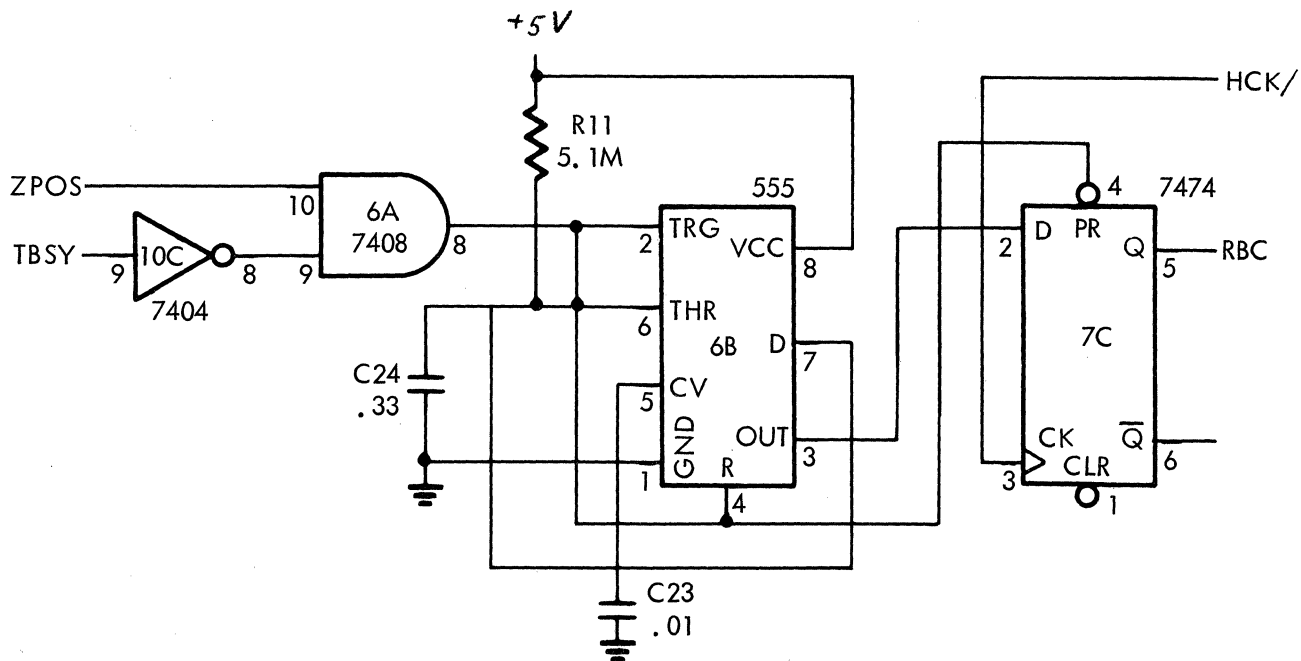 +5V
HCK/
R11
5.1M
ZPOS
10
6A
7408
8
555
4
7474
TRG
2
VCC
8
2
D
PR
Q
5
RBC
TBSY
9
10C
8
9
7404
THR
6
6B
D
7
7C
C24
.33
CV
5
OUT
3
GND
1
R
4
CK
3
CLR
1
Q̅
6
C23
.01